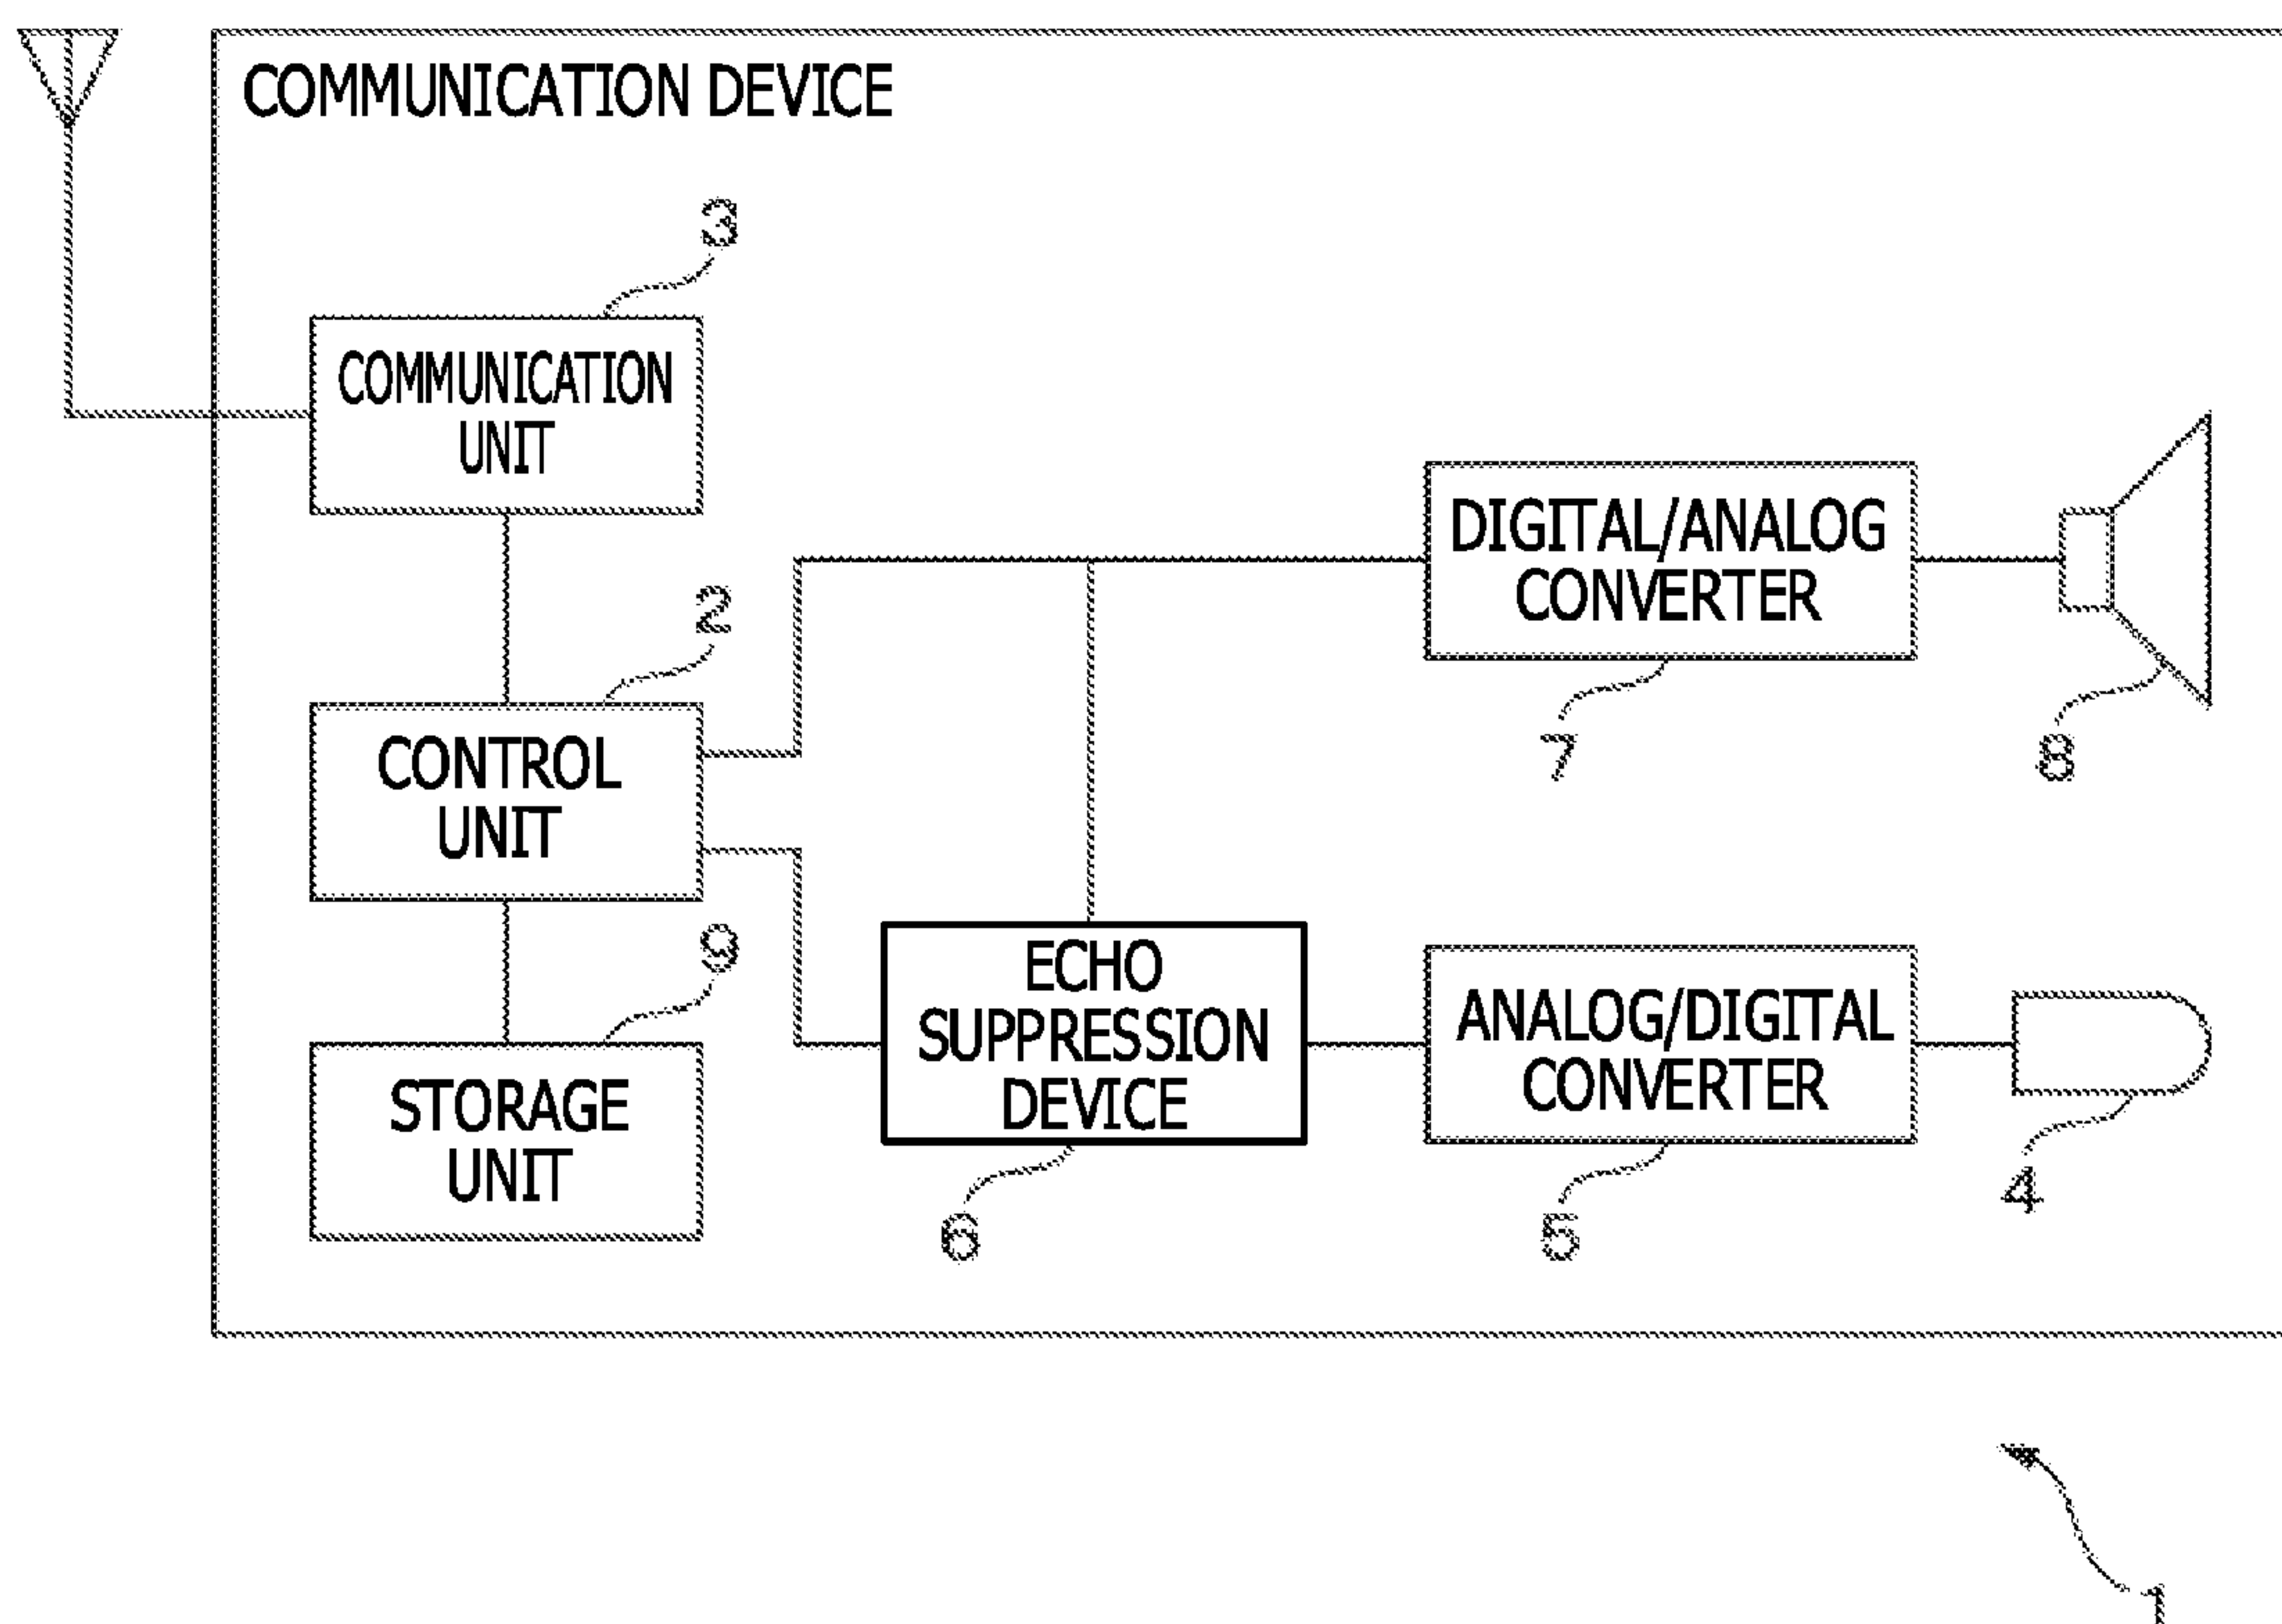 COMMUNICATION DEVICE
3
COMMUNICATION
UNIT
DIGITAL/ANALOG
CONVERTER
2
7
8
CONTROL
UNIT
9
ECHO
SUPPRESSION
DEVICE
ANALOG/DIGITAL
CONVERTER
STORAGE
UNIT
4
6
5
1